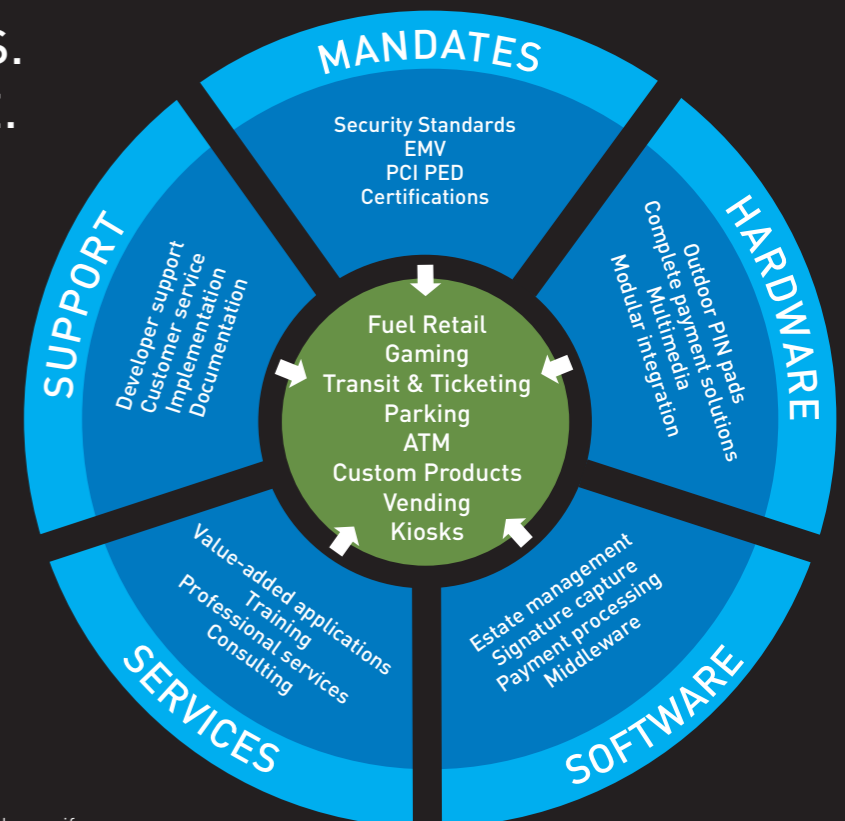 S.
MANDATES
Security Standards
EMV
PCI PED
Certifications
HARDWARE
Outdoor PIN pads
Complete payment solutions
Multimedia
Modular integration
SUPPORT
Developer support
Customer service
Implementation
Documentation
Fuel Retail
Gaming
Transit & Ticketing
Parking
ATM
Custom Products
Vending
Kiosks
SERVICES
Value-added applications
Training
Professional services
Consulting
SOFTWARE
Estate management
Signature capture
Payment processing
Middleware